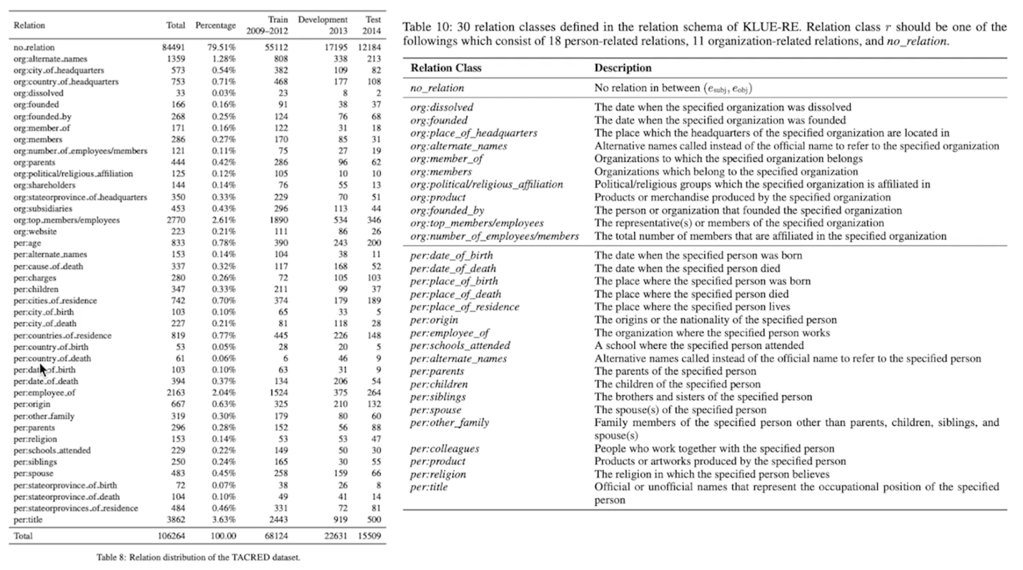 Relation Total Percentage Train 2009–2012 Development 2013 Test 2014
no.relation 84491 79.51% 55112 17195 12184
org:alternate_names 1359 1.28% 808 338 213
org:city_of_headquarters 573 0.54% 382 109 82
org:country_of_headquarters 753 0.71% 468 177 108
org:dissolved 33 0.03% 23 8 2
org:founded 166 0.16% 91 38 37
org:founded_by 268 0.25% 124 76 68
org:member_of 171 0.16% 122 31 18
org:members 286 0.27% 170 85 31
org:number_of_employees/members 121 0.11% 75 27 19
org:parents 444 0.42% 286 96 62
org:political/religious_affiliation 125 0.12% 105 10 10
org:shareholders 144 0.14% 76 55 13
org:stateorprovince_of_headquarters 350 0.33% 229 70 51
org:subsidiaries 453 0.43% 296 113 44
org:top_members/employees 2770 2.61% 1890 534 346
org:website 223 0.21% 111 86 26
per:age 833 0.78% 390 243 200
per:alternate_names 153 0.14% 104 38 11
per:cause_of_death 337 0.32% 117 168 52
per:charges 280 0.26% 72 105 103
per:children 347 0.33% 211 99 37
per:cities_of_residence 742 0.70% 374 179 189
per:city_of_birth 103 0.10% 65 33 5
per:city_of_death 227 0.21% 81 118 28
per:countries_of_residence 819 0.77% 445 226 148
per:country_of_birth 53 0.05% 28 20 5
per:country_of_death 61 0.06% 6 46 9
per:date_of_birth 103 0.10% 63 31 9
per:date_of_death 394 0.37% 134 206 54
per:employee_of 2163 2.04% 1524 375 264
per:origin 667 0.63% 325 210 132
per:other_family 319 0.30% 179 80 60
per:parents 296 0.28% 152 56 88
per:religion 153 0.14% 53 53 47
per:schools_attended 229 0.22% 149 50 30
per:siblings 250 0.24% 165 30 55
per:spouse 483 0.45% 258 159 66
per:stateorprovince_of_birth 72 0.07% 38 26 8
per:stateorprovince_of_death 104 0.10% 49 41 14
per:stateorprovinces_of_residence 484 0.46% 331 72 81
per:title 3862 3.63% 2443 919 500
Total 106264 100.00 68124 22631 15509
Table 8: Relation distribution of the TACRED dataset.
Table 10: 30 relation classes defined in the relation schema of KLUE-RE. Relation class r should be one of the
followings which consist of 18 person-related relations, 11 organization-related relations, and no_relation.
Relation Class Description
no_relation No relation in between (e_subj, e_obj)
org:dissolved The date when the specified organization was dissolved
org:founded The date when the specified organization was founded
org:place_of_headquarters The place which the headquarters of the specified organization are located in
org:alternate_names Alternative names called instead of the official name to refer to the specified organization
org:member_of Organizations to which the specified organization belongs
org:members Organizations which belong to the specified organization
org:political/religious_affiliation Political/religious groups which the specified organization is affiliated in
org:product Products or merchandise produced by the specified organization
org:founded_by The person or organization that founded the specified organization
org:top_members/employees The representative(s) or members of the specified organization
org:number_of_employees/members The total number of members that are affiliated in the specified organization
per:date_of_birth The date when the specified person was born
per:date_of_death The date when the specified person died
per:place_of_birth The place where the specified person was born
per:place_of_death The place where the specified person died
per:place_of_residence The place where the specified person lives
per:origin The origins or the nationality of the specified person
per:employee_of The organization where the specified person works
per:schools_attended A school where the specified person attended
per:alternate_names Alternative names called instead of the official name to refer to the specified person
per:parents The parents of the specified person
per:children The children of the specified person
per:siblings The brothers and sisters of the specified person
per:spouse The spouse(s) of the specified person
per:other_family Family members of the specified person other than parents, children, siblings, and
spouse(s)
per:colleagues People who work together with the specified person
per:product Products or artworks produced by the specified person
per:religion The religion in which the specified person believes
per:title Official or unofficial names that represent the occupational position of the specified
person